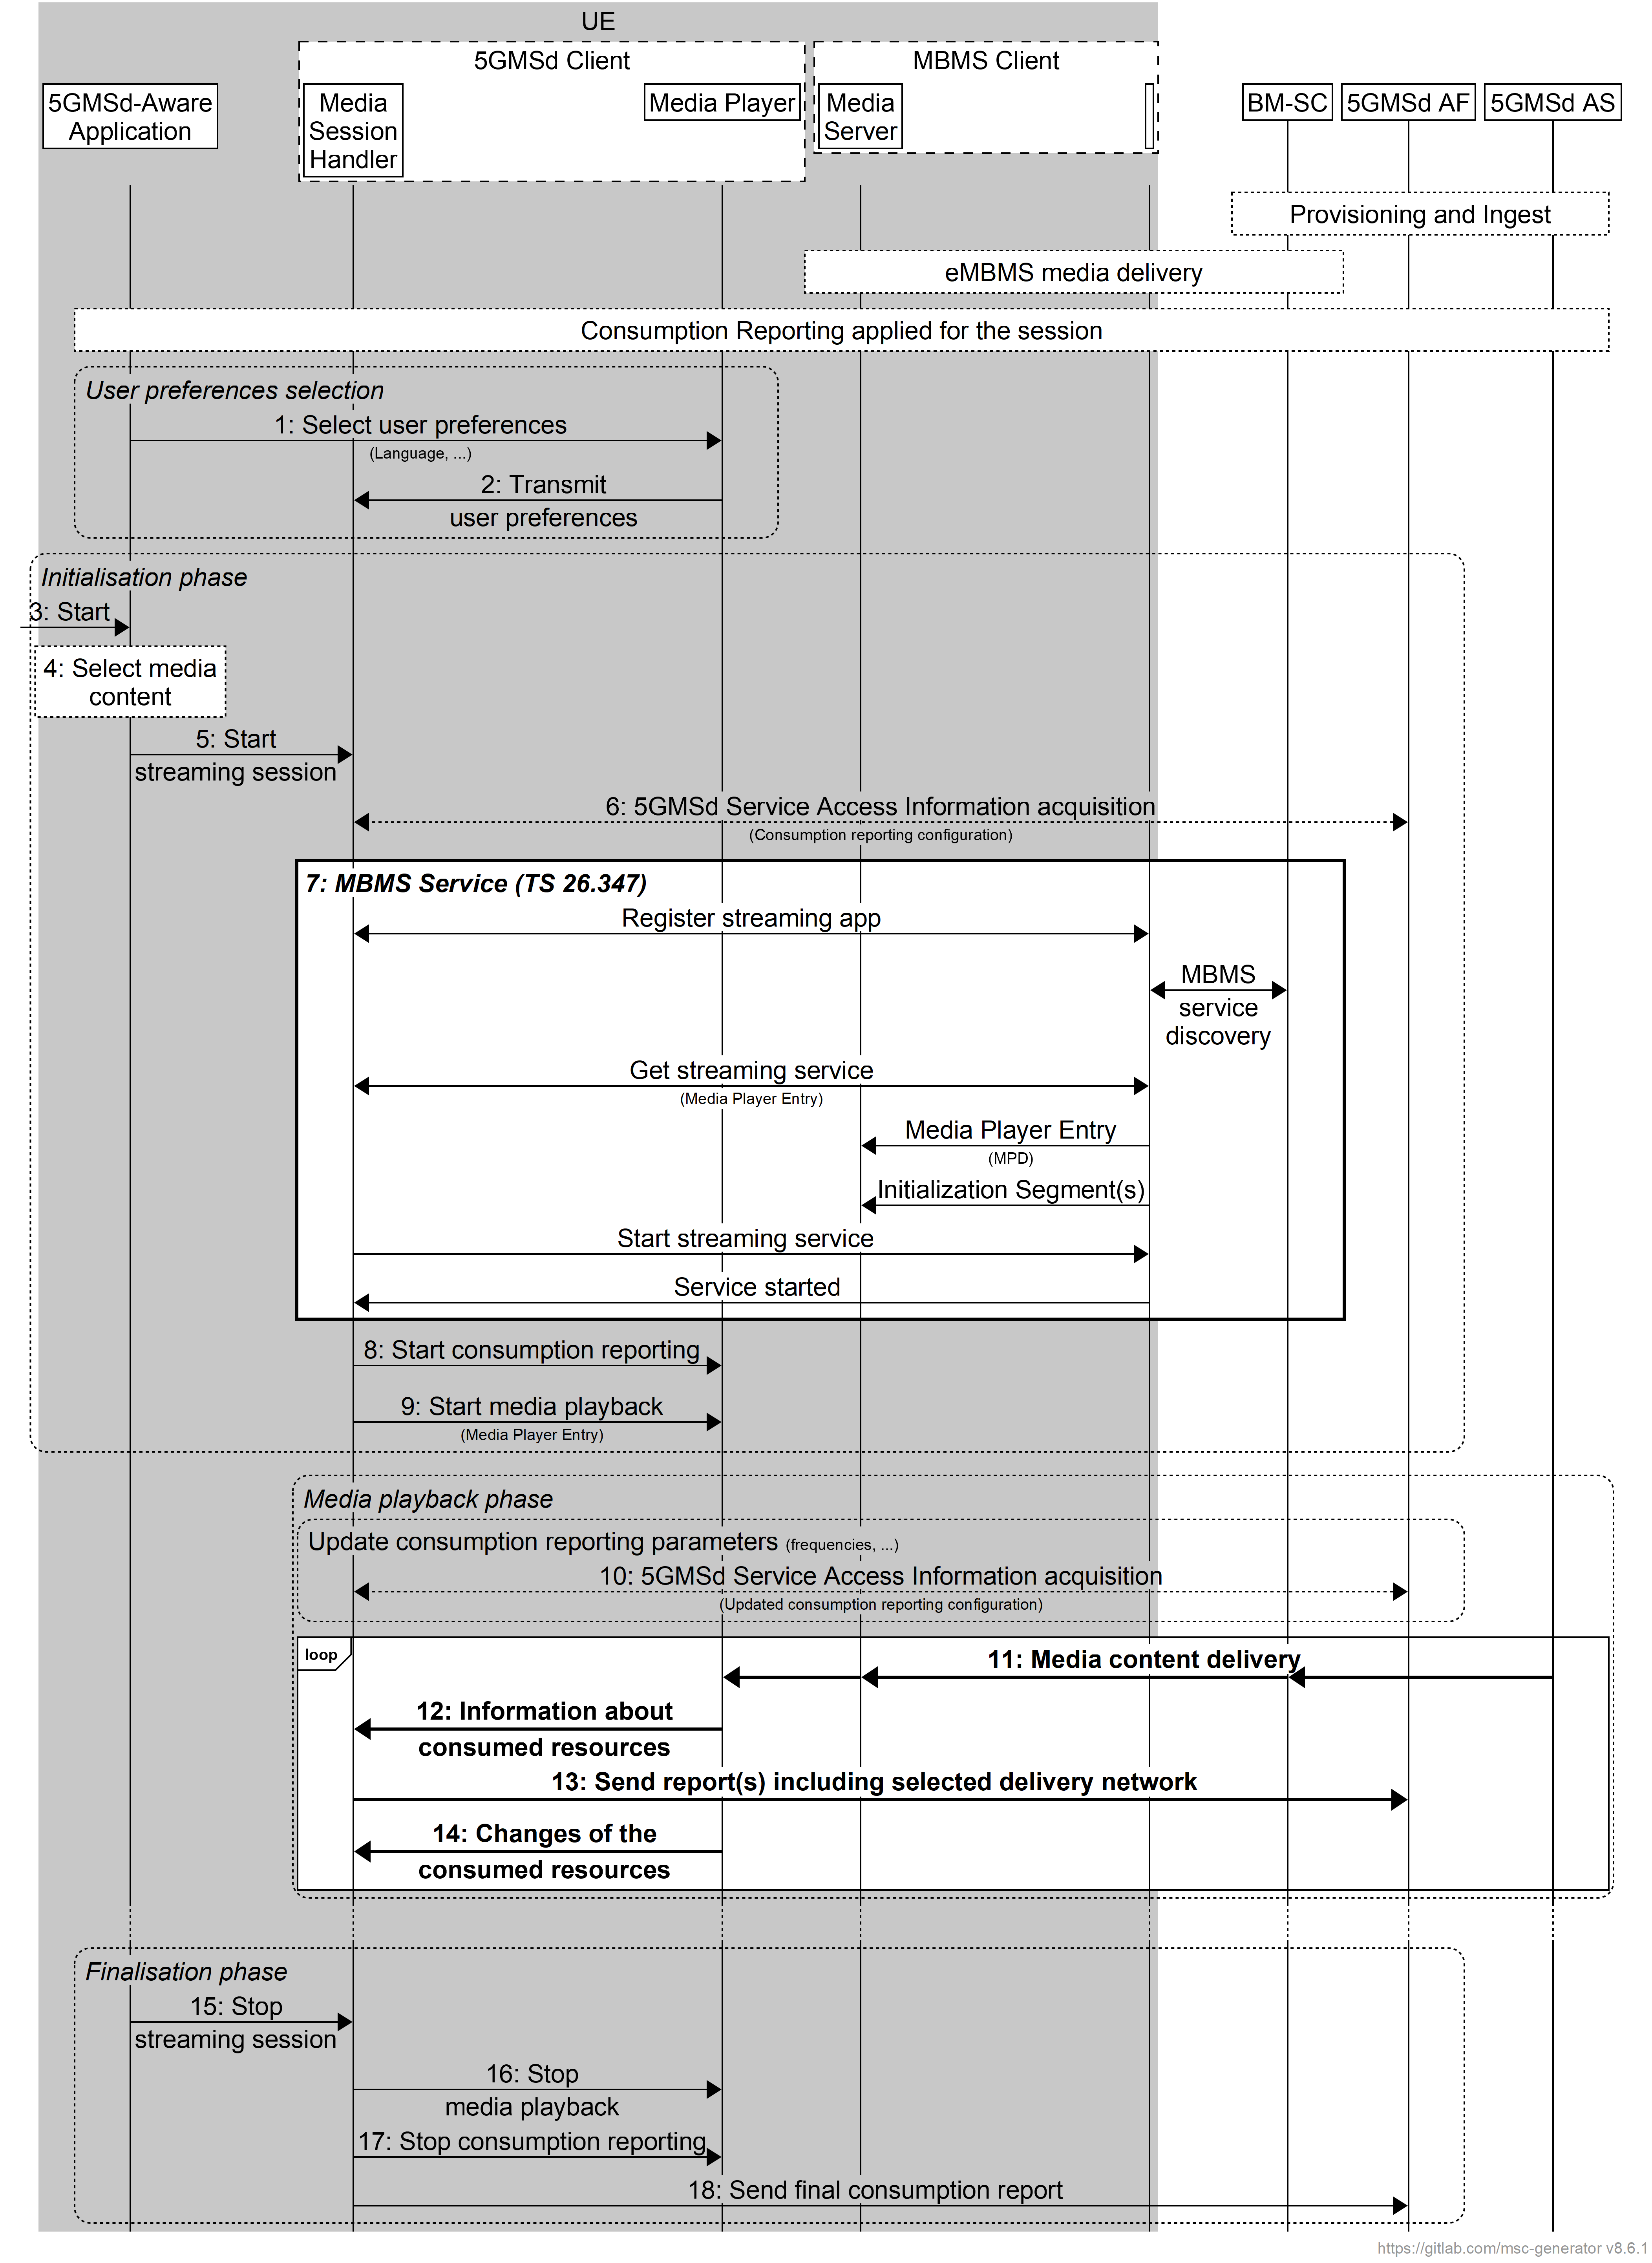 UE
5GMSd Client
MBMS Client
5GMSd-Aware
Application
Media
Session
Handler
Media Player
Media
Server
BM-SC
5GMSd AF
5GMSd AS
Provisioning and Ingest
eMBMS media delivery
Consumption Reporting applied for the session
User preferences selection
1: Select user preferences
(Language, ...)
2: Transmit
user preferences
Initialisation phase
3: Start
4: Select media
content
5: Start
streaming session
6: 5GMSd Service Access Information acquisition
(Consumption reporting configuration)
7: MBMS Service (TS 26.347)
Register streaming app
MBMS
service
discovery
Get streaming service
(Media Player Entry)
Media Player Entry
(MPD)
Initialization Segment(s)
Start streaming service
Service started
8: Start consumption reporting
9: Start media playback
(Media Player Entry)
Media playback phase
Update consumption reporting parameters (frequencies, ...)
10: 5GMSd Service Access Information acquisition
(Updated consumption reporting configuration)
loop
11: Media content delivery
12: Information about
consumed resources
13: Send report(s) including selected delivery network
14: Changes of the
consumed resources
Finalisation phase
15: Stop
streaming session
16: Stop
media playback
17: Stop consumption reporting
18: Send final consumption report
https://gitlab.com/msc-generator v8.6.1